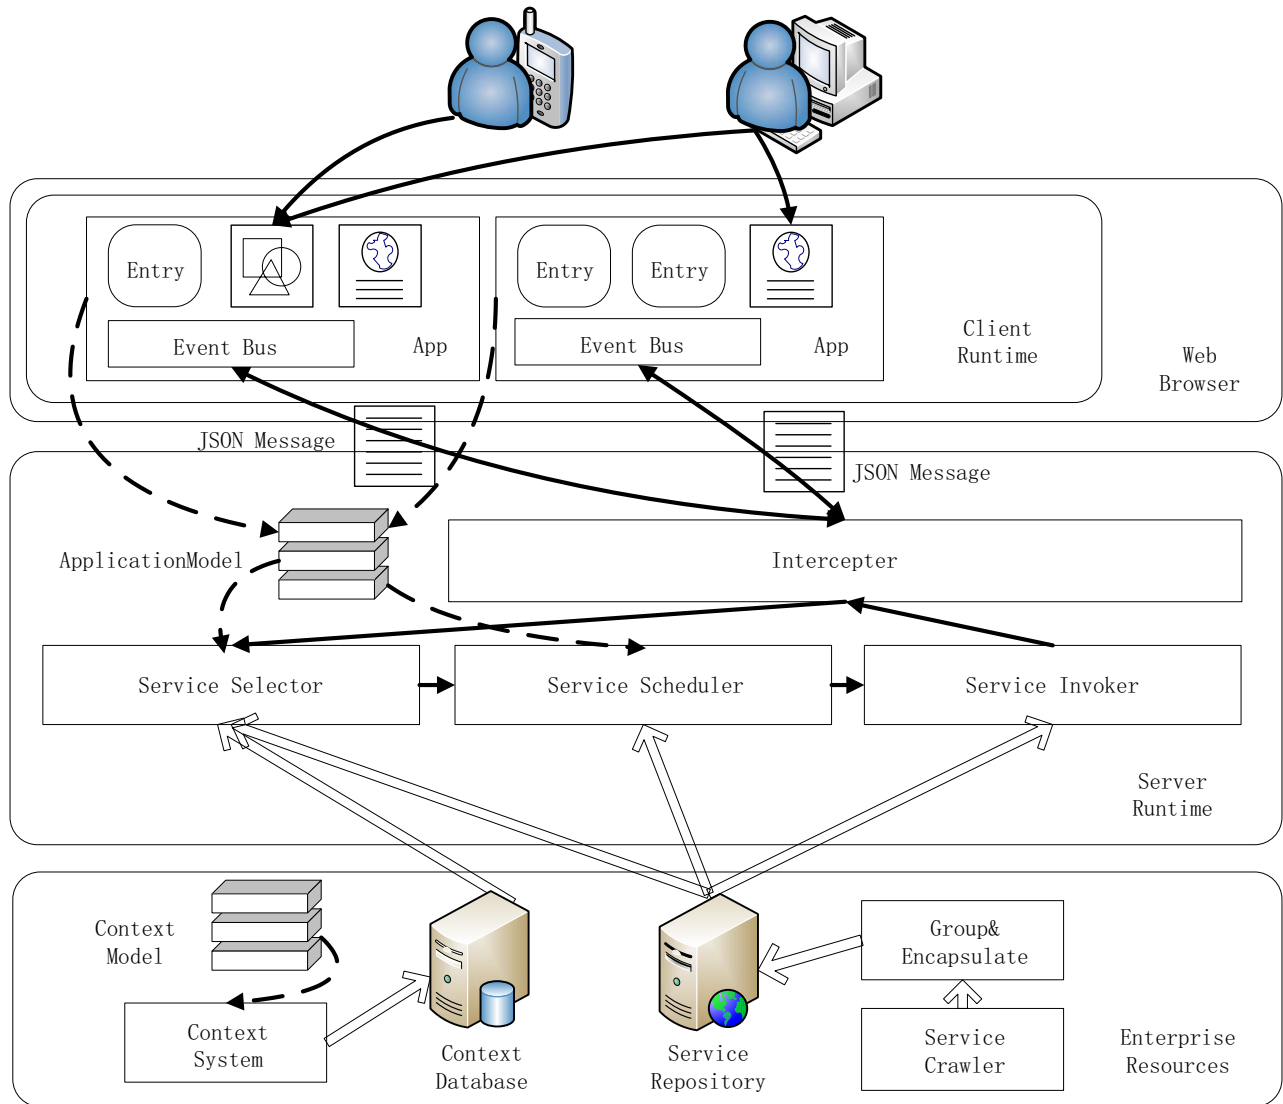 Entry
Entry
Entry
Event Bus
App
Event Bus
App
Client
Runtime
Web
Browser
JSON Message
JSON Message
ApplicationModel
Intercepter
Service Selector
Service Scheduler
Service Invoker
Server
Runtime
Context
Model
Group&
Encapsulate
Context
System
Context
Database
Service
Repository
Service
Crawler
Enterprise
Resources